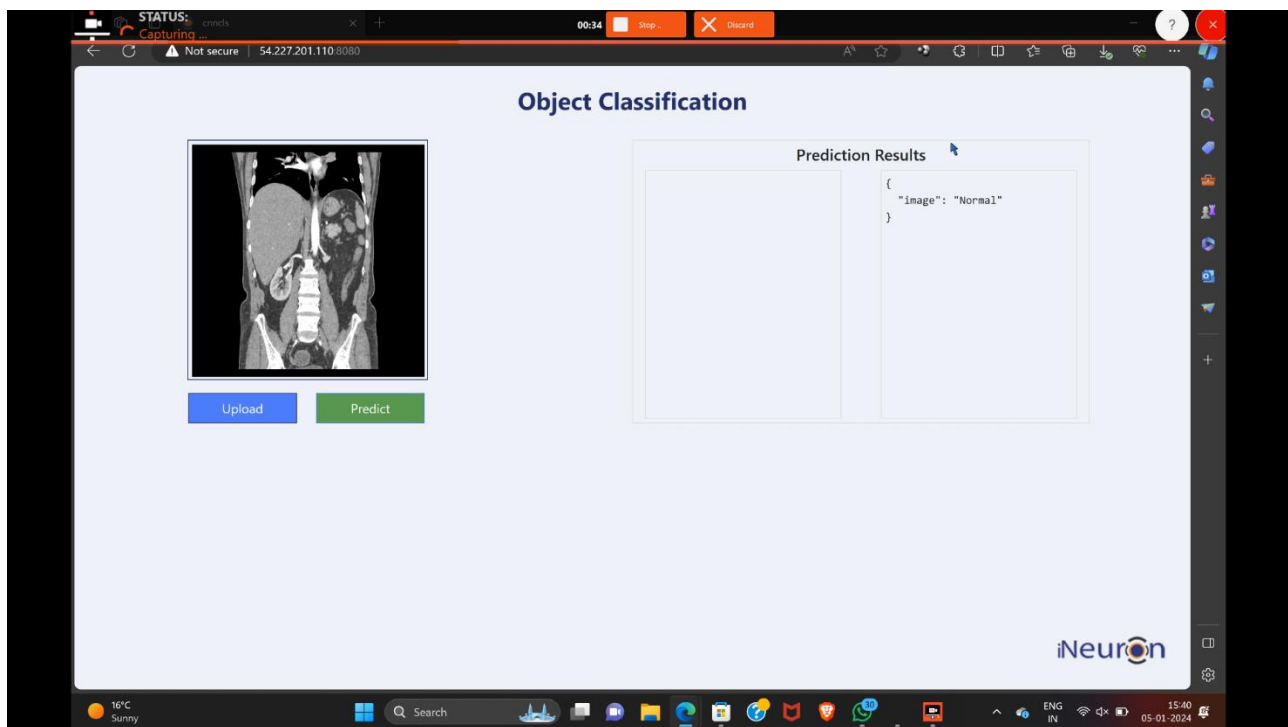 STATUS:
Capturing ...
cnncls
00:34
Stop ..
Discard
?
Not secure
54.227.201.110:8080
Object Classification
Prediction Results
{
"image": "Normal"
}
Upload
Predict
iNeuron
16°C
Sunny
Search
30
ENG
IN
15:40
05-01-2024